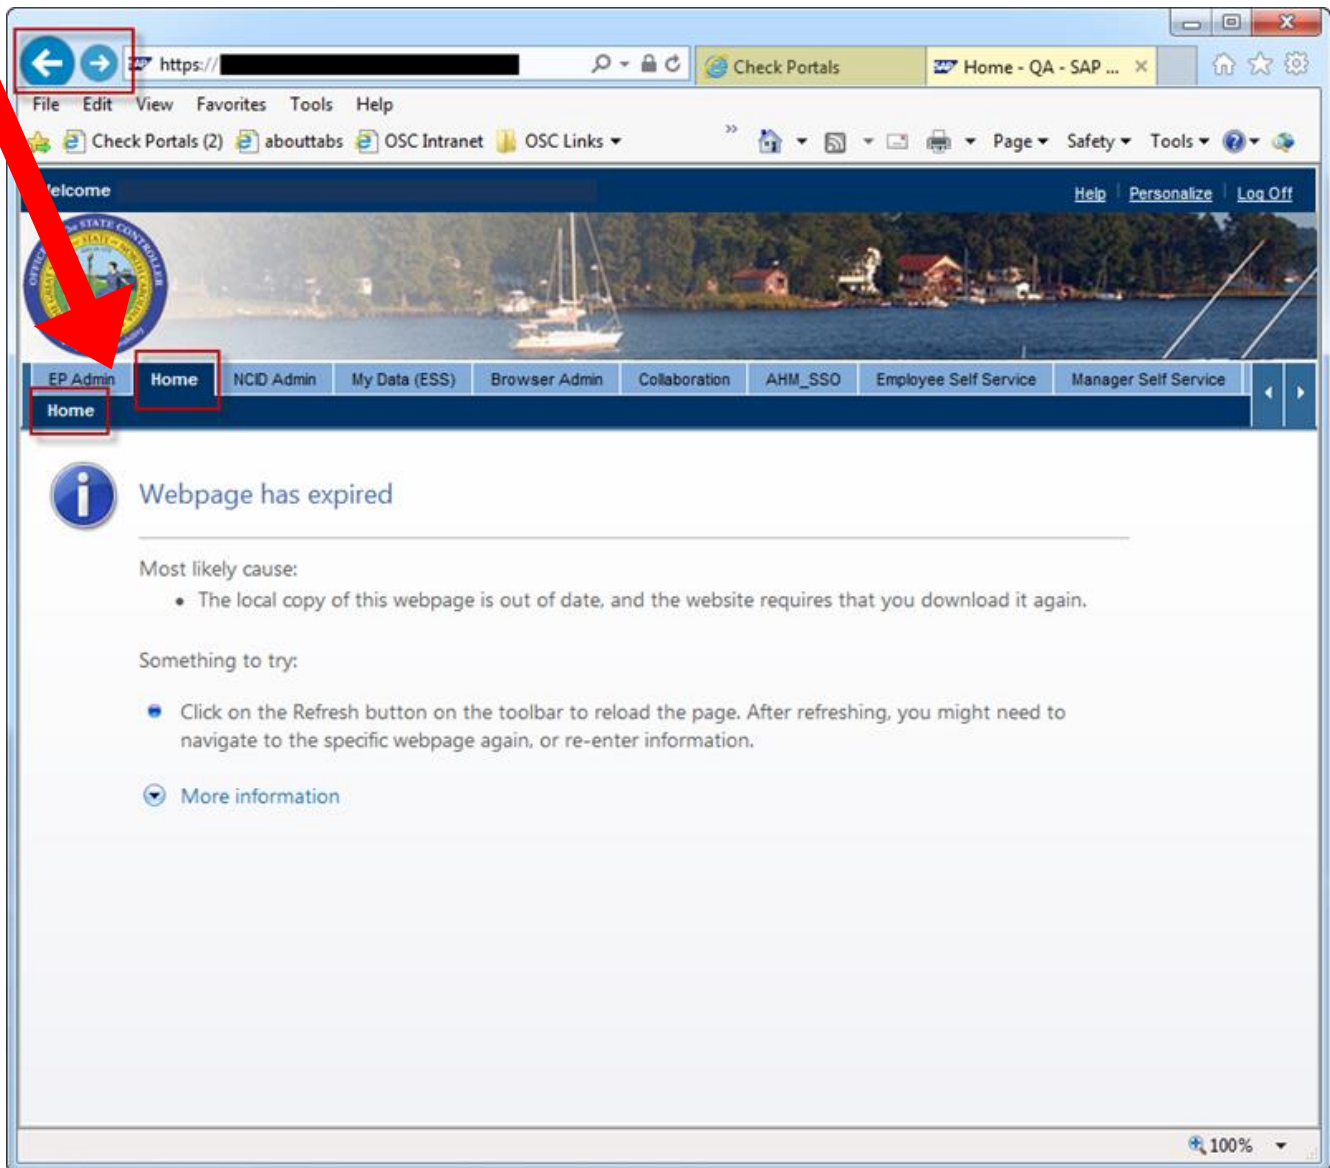 https://
Check Portals
Home - QA - SAP ...
File Edit View Favorites Tools Help
Check Portals (2) abouttabs OSC Intranet OSC Links
Page Safety Tools
elcome
Help Personalize Log Off
EP Admin Home NCID Admin My Data (ESS) Browser Admin Collaboration AHM_SSO Employee Self Service Manager Self Service
Home
Webpage has expired
Most likely cause:
• The local copy of this webpage is out of date, and the website requires that you download it again.
Something to try:
Click on the Refresh button on the toolbar to reload the page. After refreshing, you might need to
navigate to the specific webpage again, or re-enter information.
More information
100%